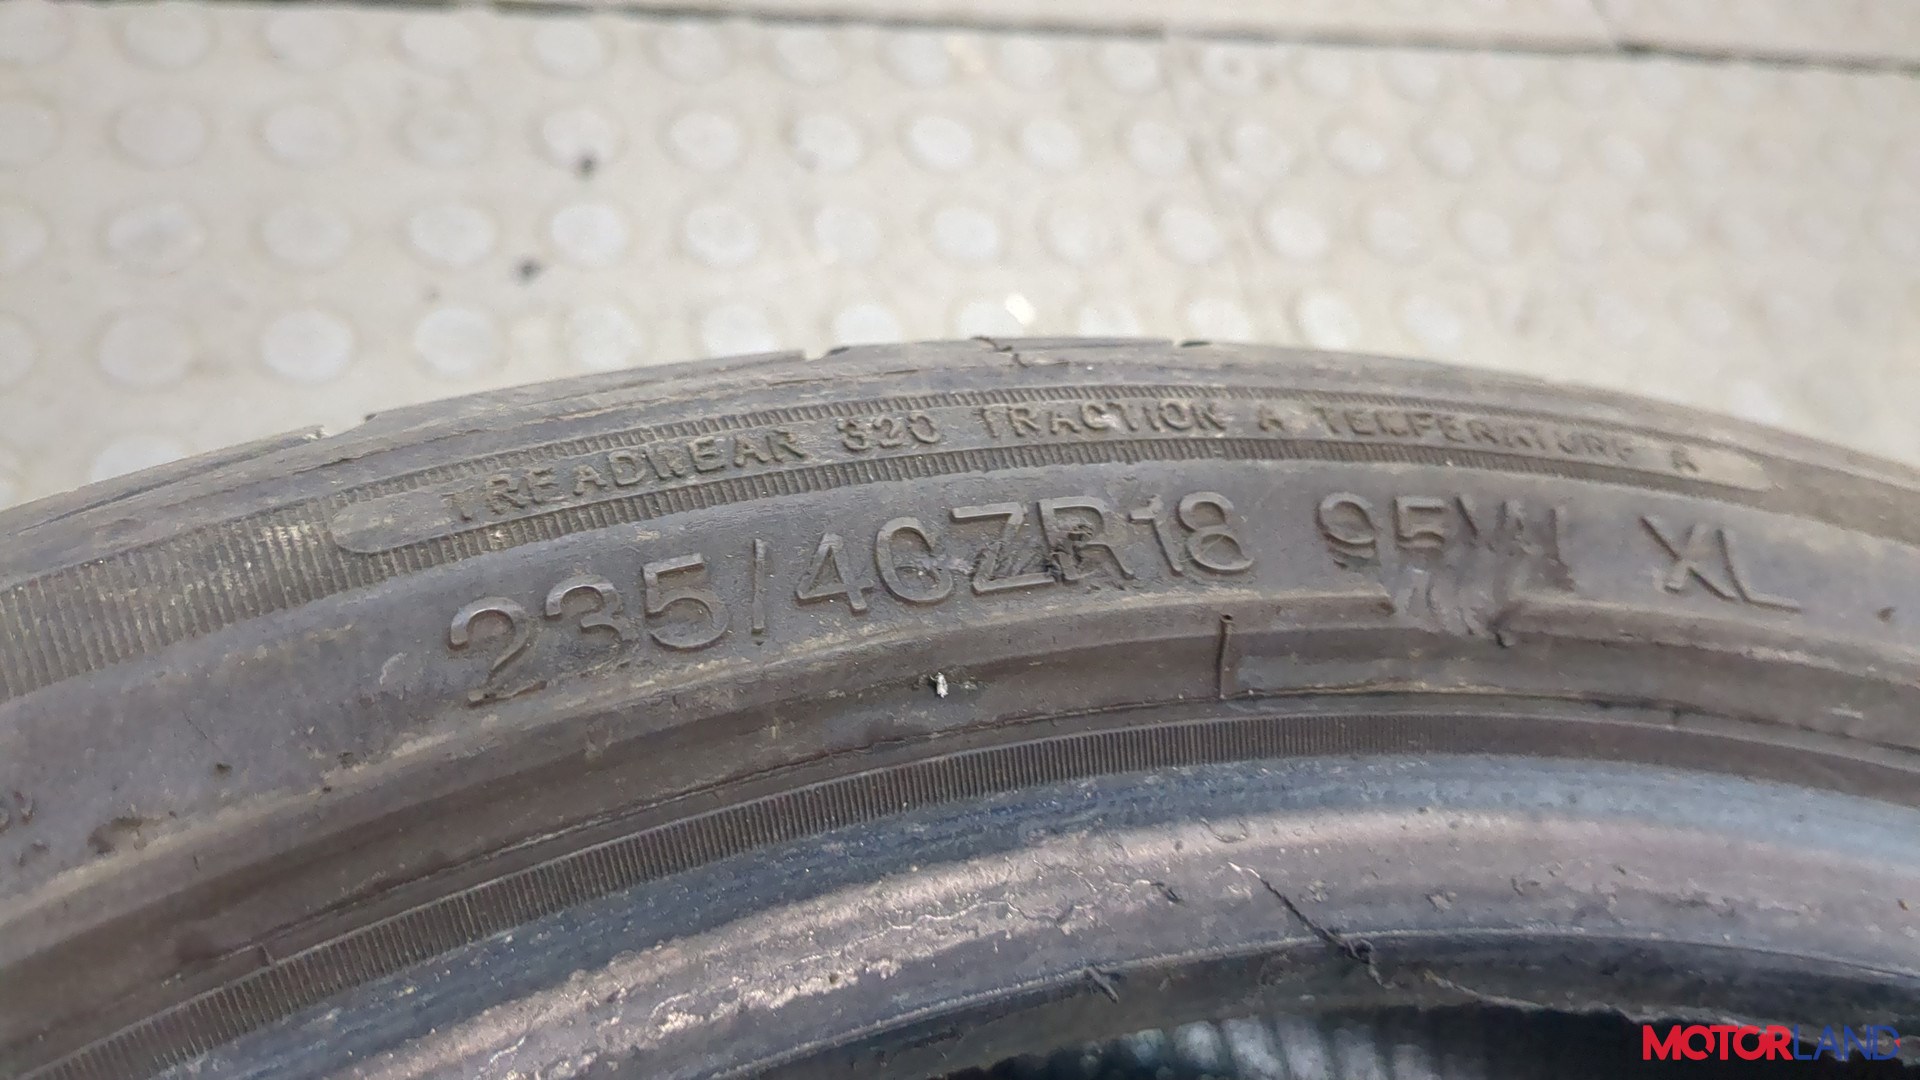 TREADWEAR 320 TRACTION A TEMPERATURE A
235/40ZR18 95W XL
MOTORLAND